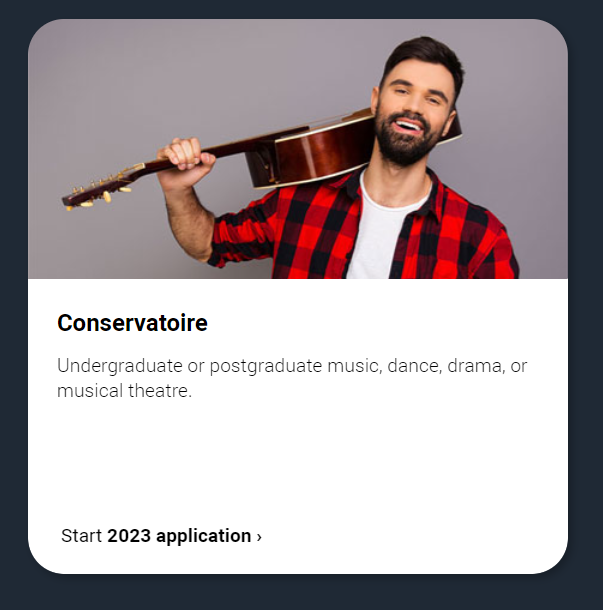 Conservatoire
Undergraduate or postgraduate music, dance, drama, or
musical theatre.
Start 2023 application ›